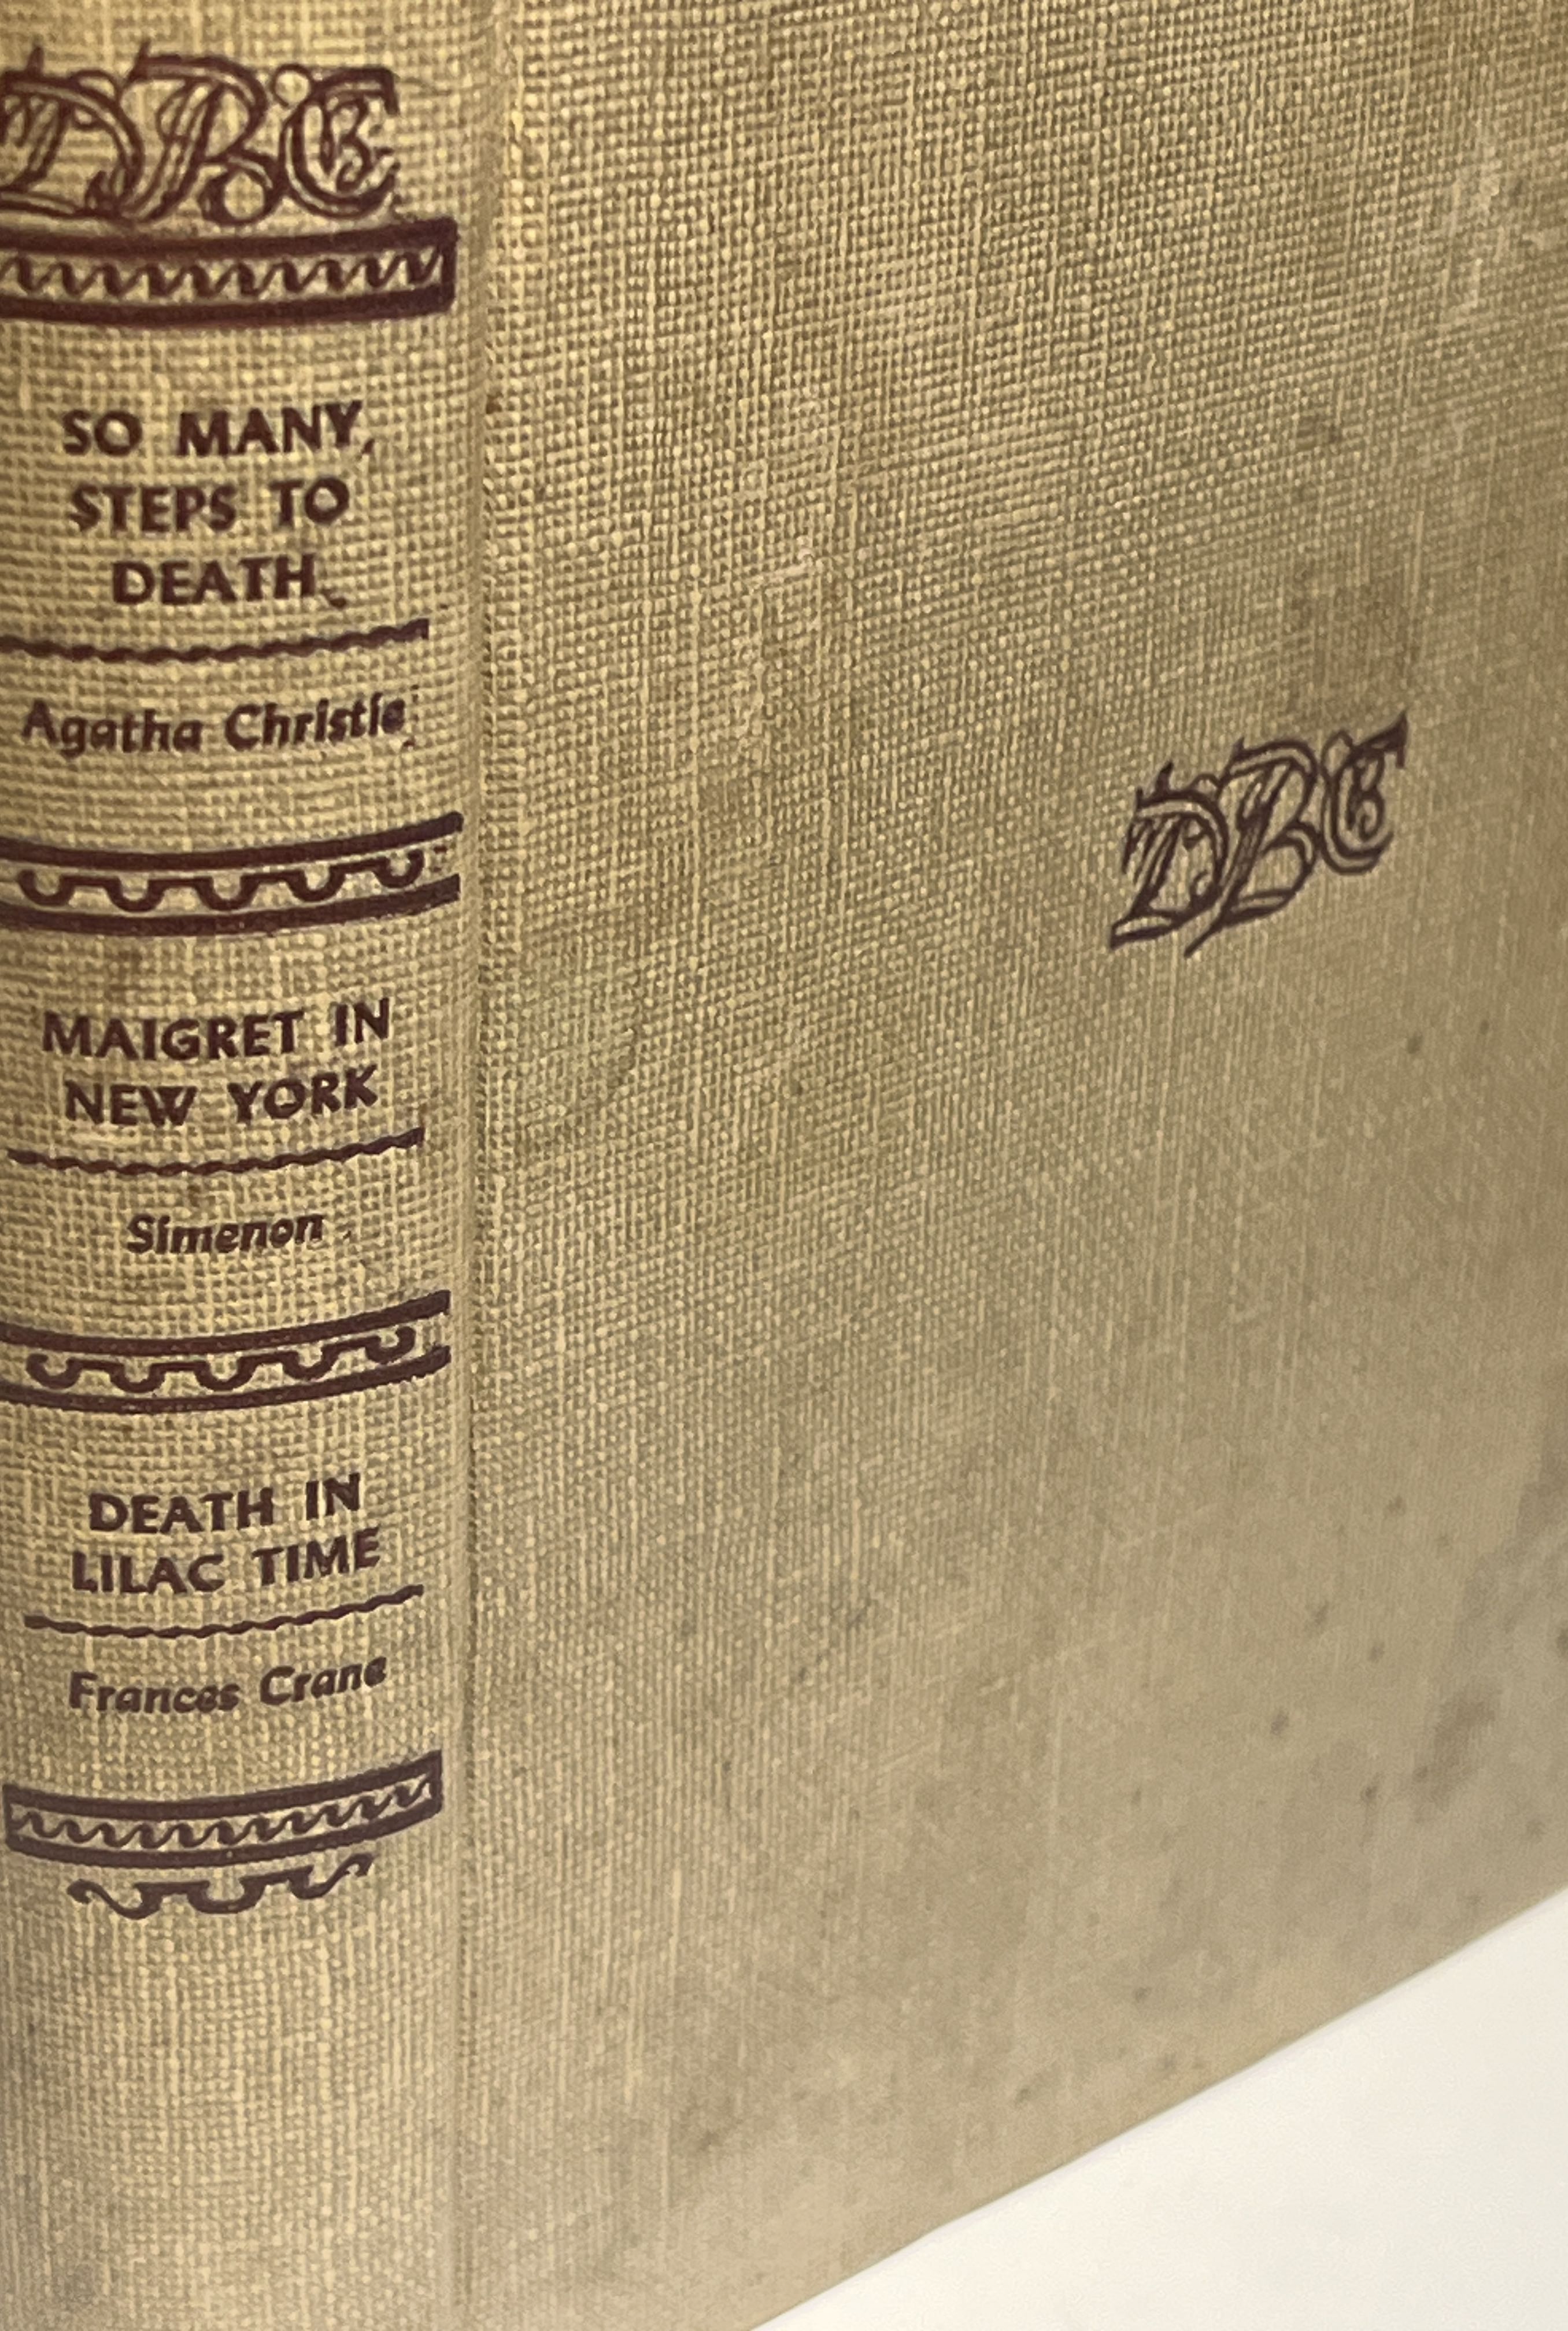 DBC
SO MANY
STEPS TO
DEATH
Agatha Christie
MAIGRET IN
NEW YORK
Simenon
DEATH IN
LILAC TIME
Frances Crane
DBC